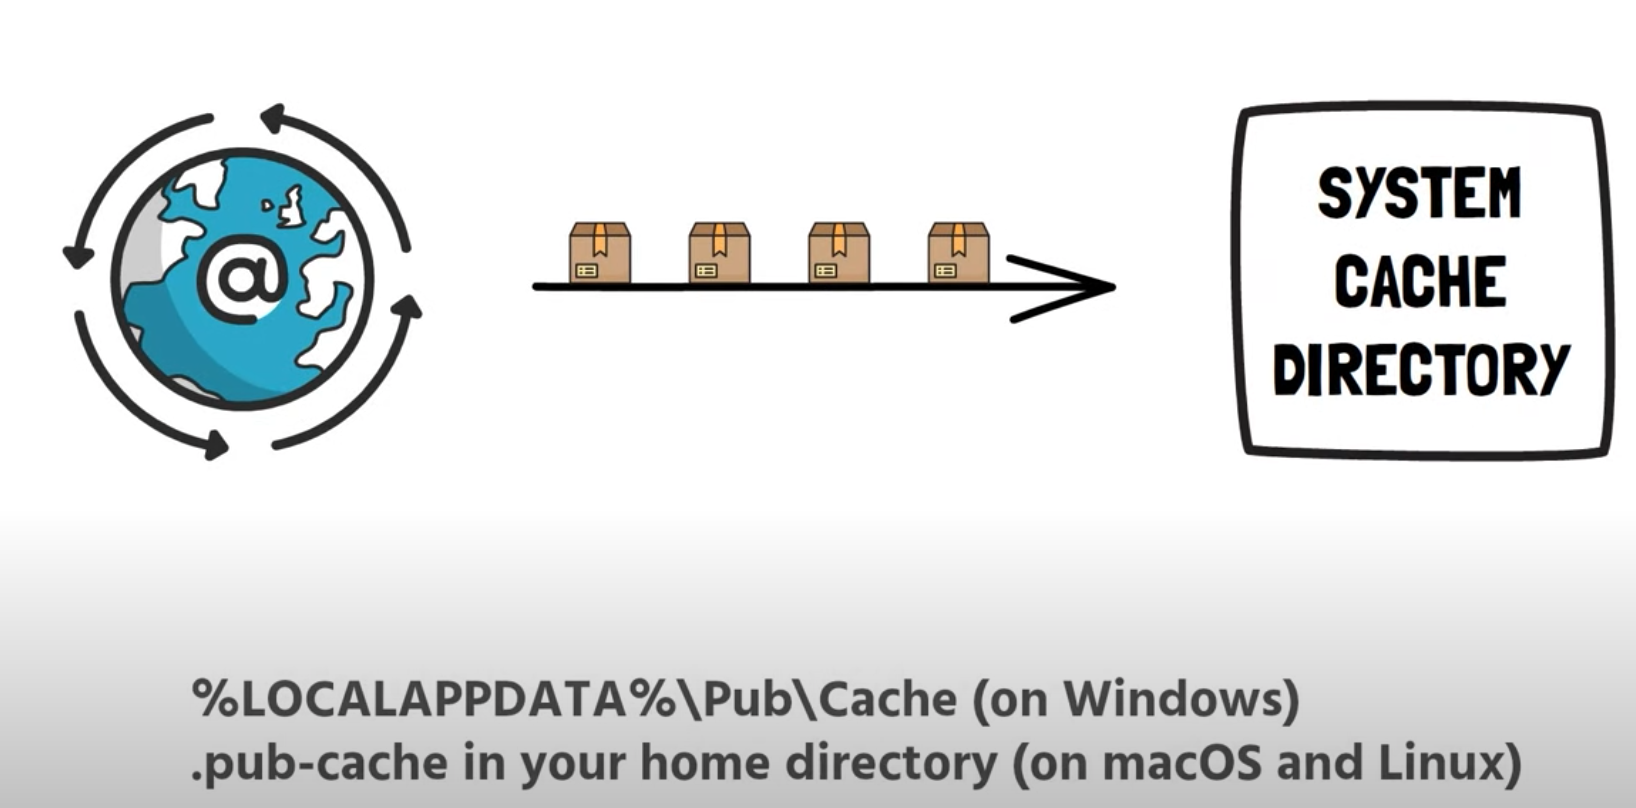 @
SYSTEM
CACHE
DIRECTORY
%LOCALAPPDATA%\Pub\Cache (on Windows)
.pub-cache in your home directory (on macOS and Linux)